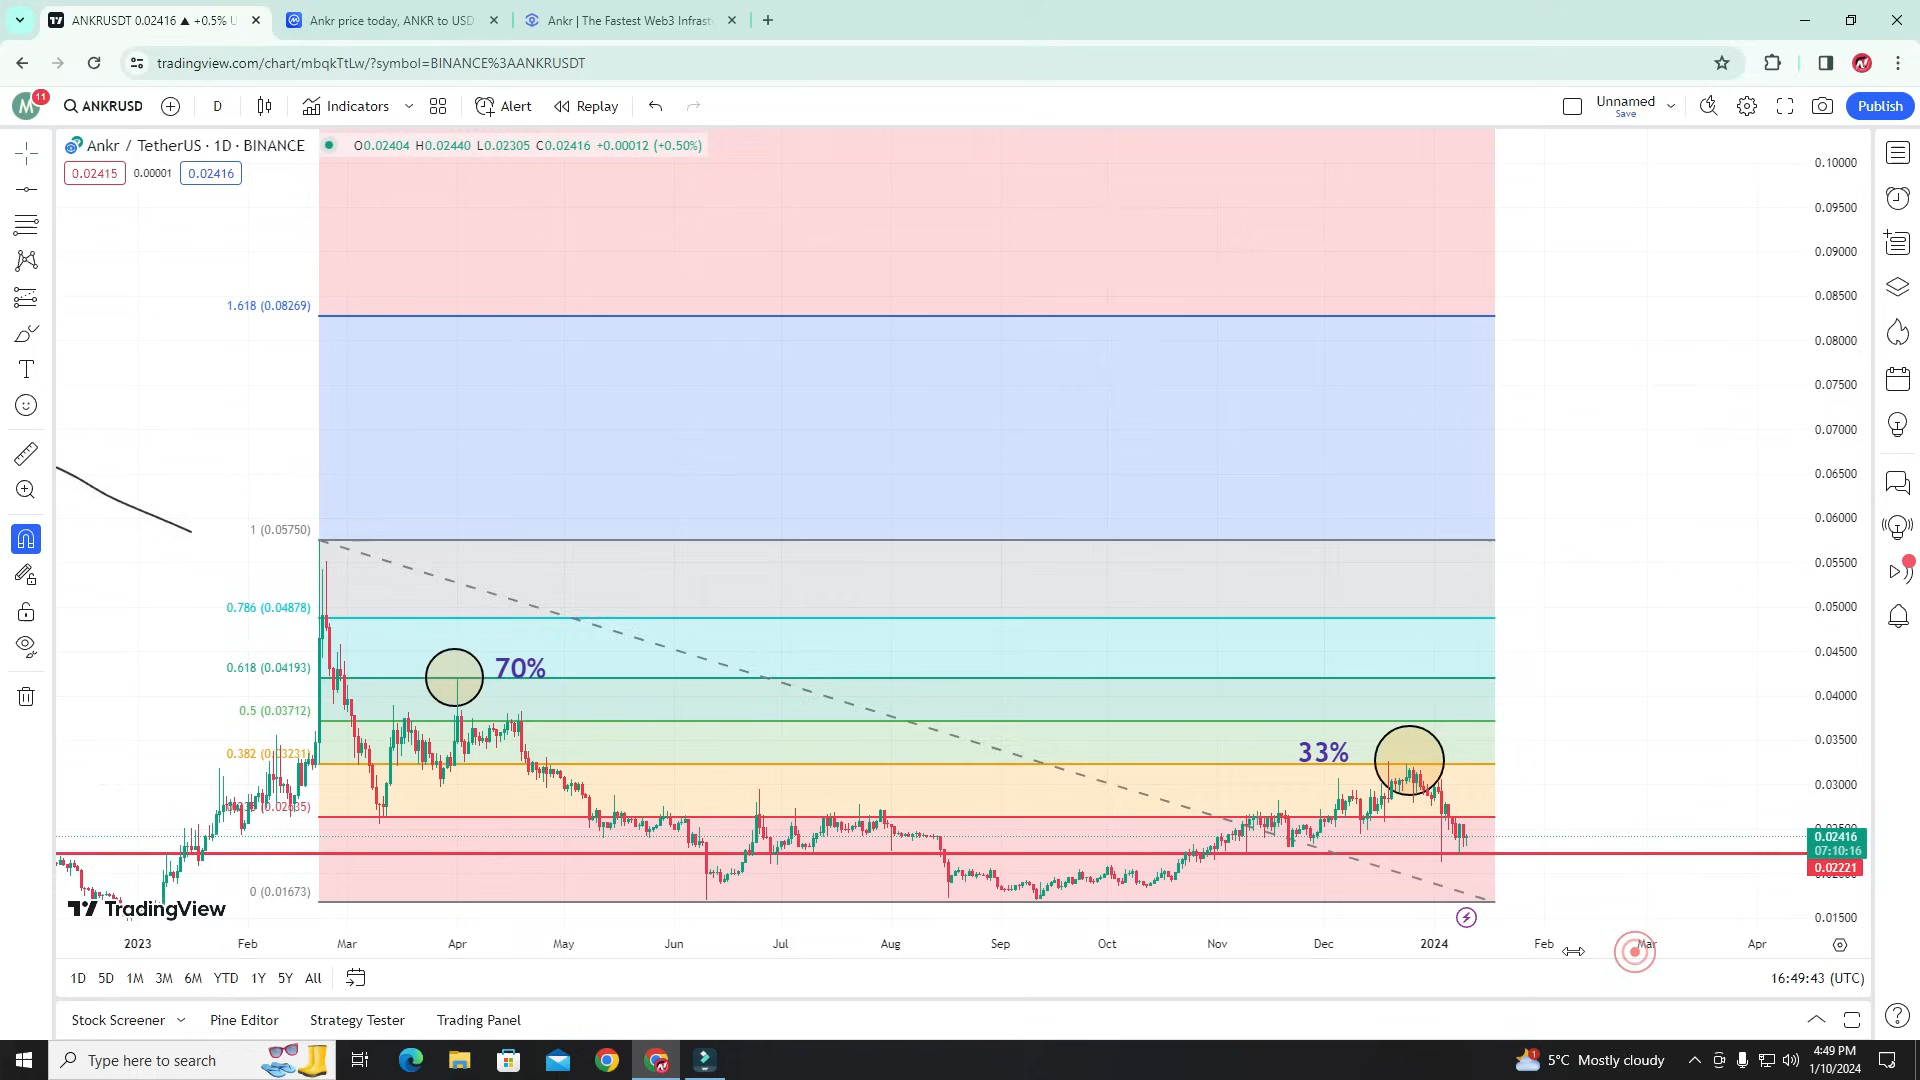 ANKRUSDT 0.02416 ▲ +0.5% U
Ankr price today, ANKR to USD
Ankr | The Fastest Web3 Infrast
tradingview.com/chart/mbqkTtLw/?symbol=BINANCE%3AANKRUSDT
M
11
ANKRUSD
D
Indicators
Alert
Replay
Unnamed
Save
Publish
Ankr / TetherUS · 1D · BINANCE
O0.02404 H0.02440 L0.02305 C0.02416 +0.00012 (+0.50%)
0.02415
0.00001
0.02416
0.10000
0.09500
0.09000
0.08500
0.08000
0.07500
0.07000
0.06500
0.06000
0.05500
0.05000
0.04500
0.04000
0.03500
0.03000
0.02416
07:10:16
0.02221
0.01500
1.618 (0.08269)
1 (0.05750)
0.786 (0.04878)
0.618 (0.04193)
0.5 (0.03712)
0.382 (0.03231)
0 (0.01673)
70%
33%
TradingView
2023
Feb
Mar
Apr
May
Jun
Jul
Aug
Sep
Oct
Nov
Dec
2024
Feb
Mar
Apr
1D 5D 1M 3M 6M YTD 1Y 5Y All
16:49:43 (UTC)
Stock Screener
Pine Editor
Strategy Tester
Trading Panel
Type here to search
5°C Mostly cloudy
4:49 PM
1/10/2024